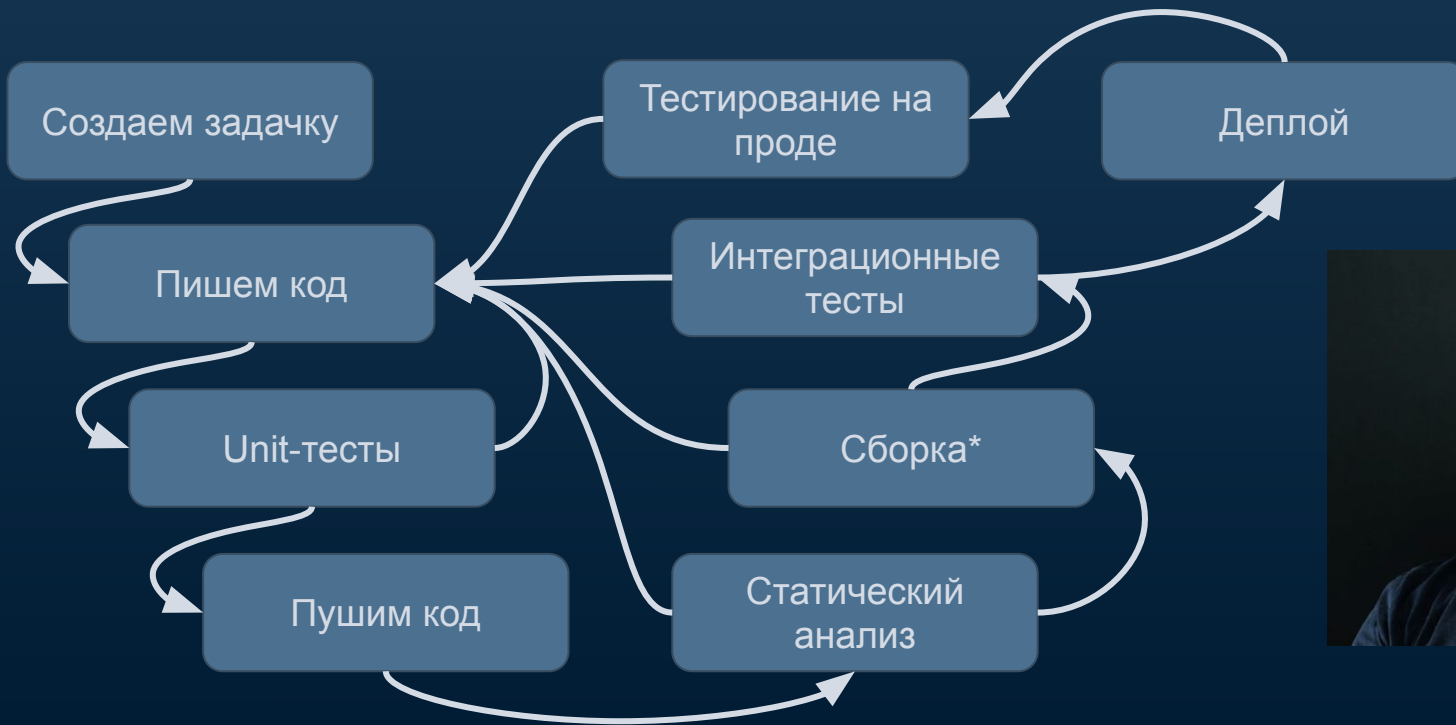 Создаем задачку
Тестирование на
проде
Деплой
Пишем код
Интеграционные
тесты
Unit-тесты
Сборка*
Пушим код
Статический
анализ